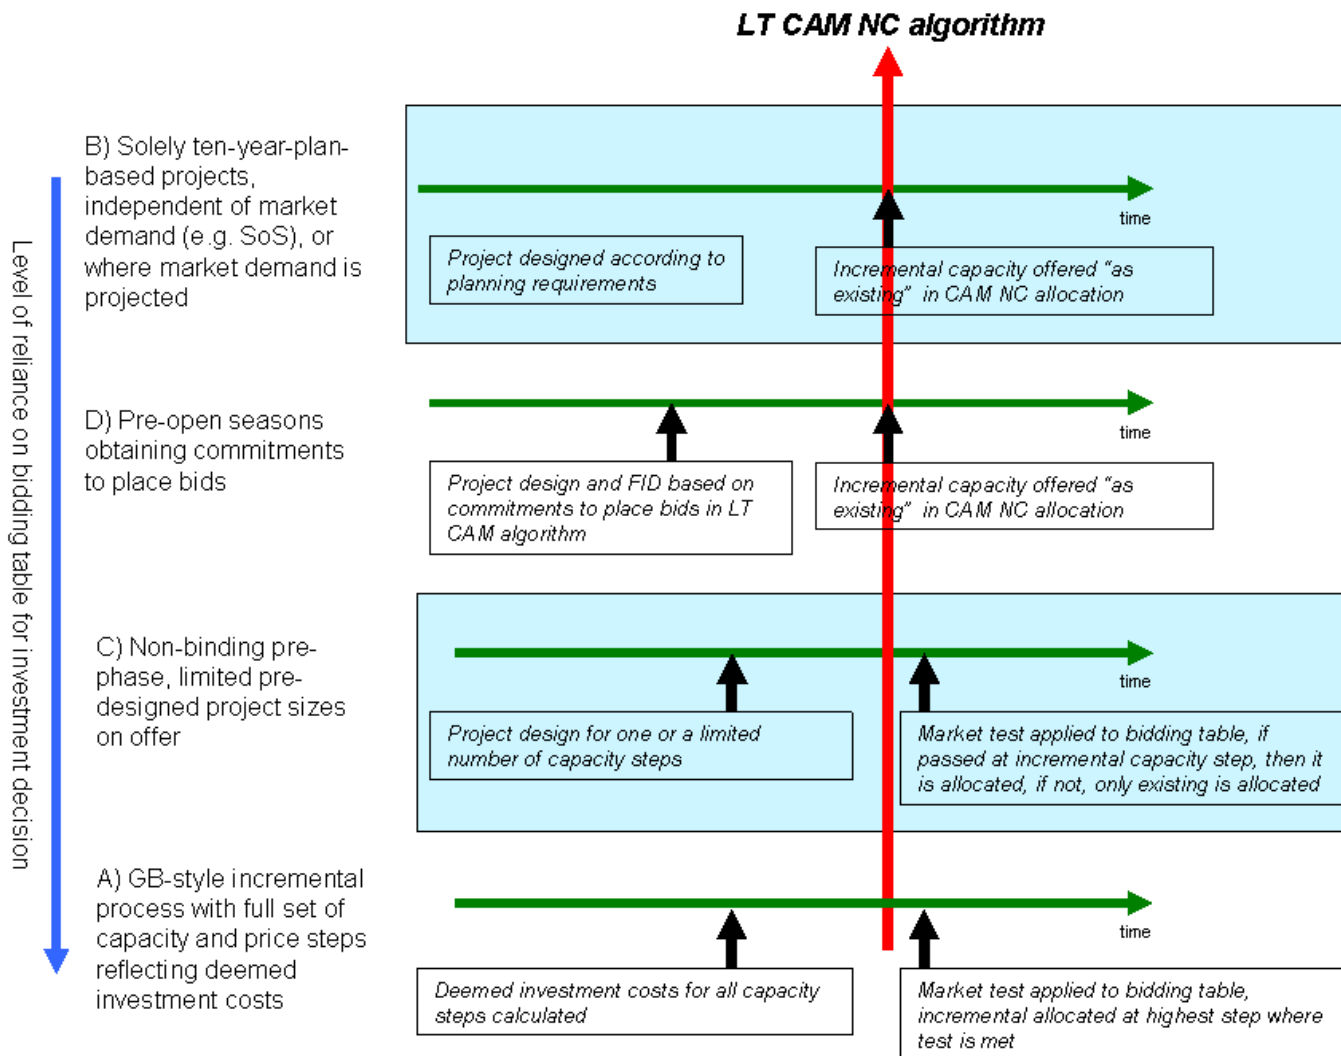 LT CAM NC algorithm
Level of reliance on bidding table for investment decision
B) Solely ten-year-plan-
based projects,
independent of market
demand (e.g. SoS), or
where market demand is
projected
time
Project designed according to
planning requirements
Incremental capacity offered "as
existing" in CAM NC allocation
D) Pre-open seasons
obtaining commitments
to place bids
time
Project design and FID based on
commitments to place bids in LT
CAM algorithm
Incremental capacity offered "as
existing" in CAM NC allocation
C) Non-binding pre-
phase, limited pre-
designed project sizes
on offer
time
Project design for one or a limited
number of capacity steps
Market test applied to bidding table, if
passed at incremental capacity step, then it
is allocated, if not, only existing is allocated
A) GB-style incremental
process with full set of
capacity and price steps
reflecting deemed
investment costs
time
Deemed investment costs for all capacity
steps calculated
Market test applied to bidding table,
incremental allocated at highest step where
test is met